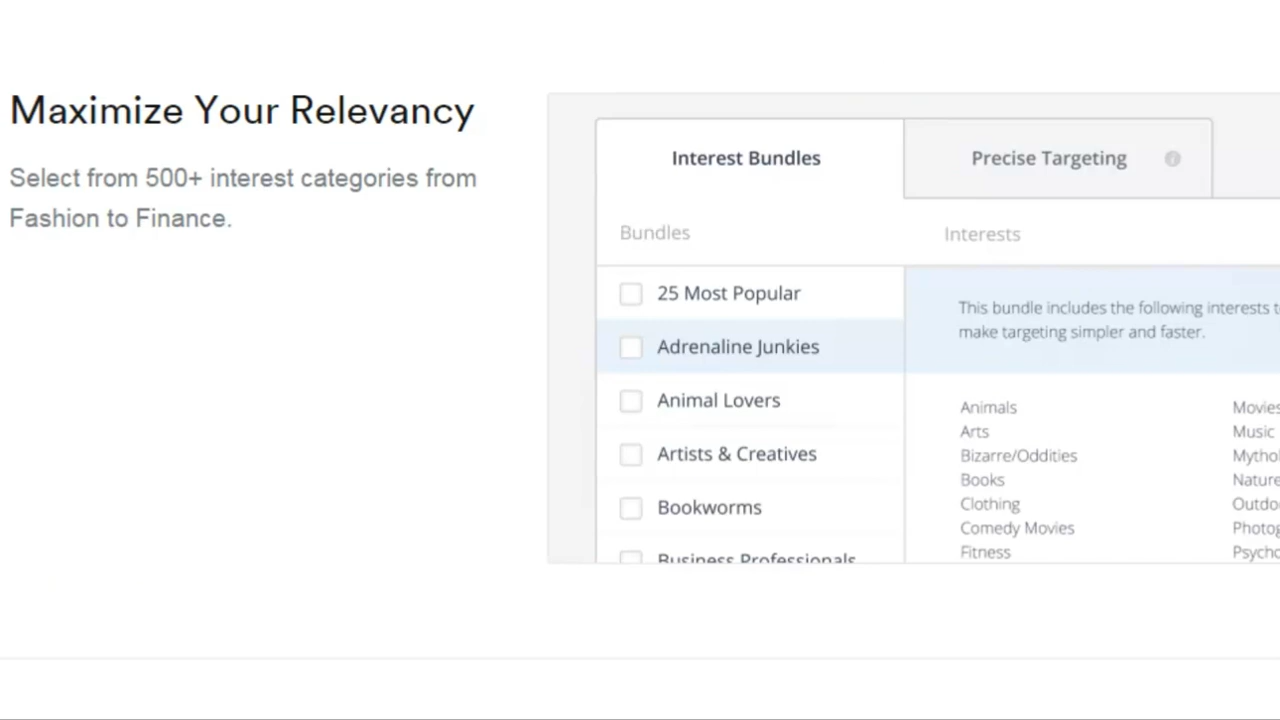 Maximize Your Relevancy
Select from 500+ interest categories from
Fashion to Finance.
Interest Bundles
Precise Targeting
Bundles
Interests
25 Most Popular
Adrenaline Junkies
Animal Lovers
Artists & Creatives
Bookworms
Business Professionals
This bundle includes the following interests
make targeting simpler and faster.
Animals
Arts
Bizarre/Oddities
Books
Clothing
Comedy Movies
Fitness
Movies
Music